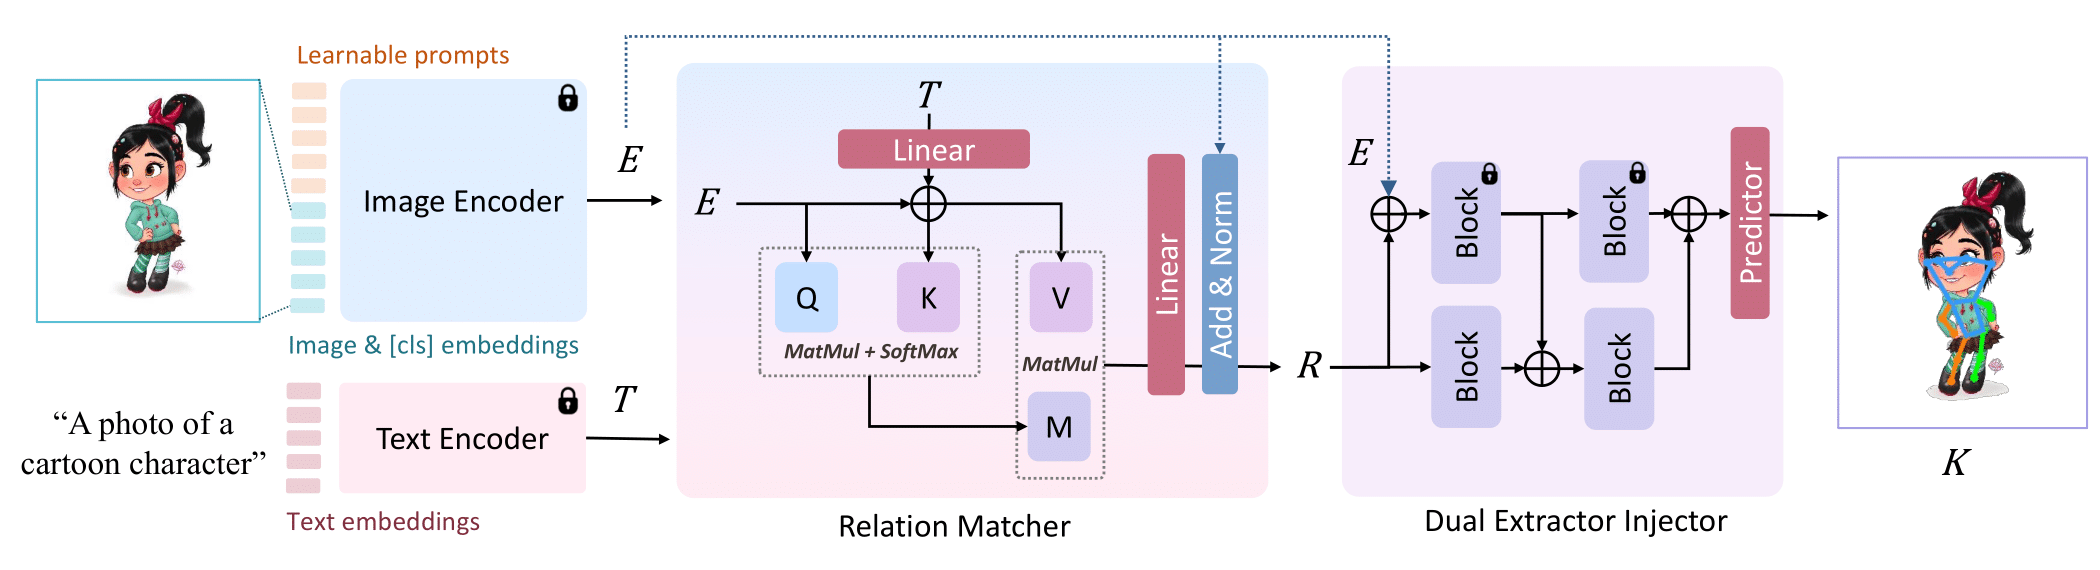 Learnable prompts
Image Encoder
Image & [cls] embeddings
“A photo of a
cartoon character”
Text Encoder
Text embeddings
E
T
T
Linear
E
Q
K
V
MatMul + SoftMax
MatMul
M
Linear
Add & Norm
Relation Matcher
R
E
Block
Block
Block
Block
Predictor
Dual Extractor Injector
K